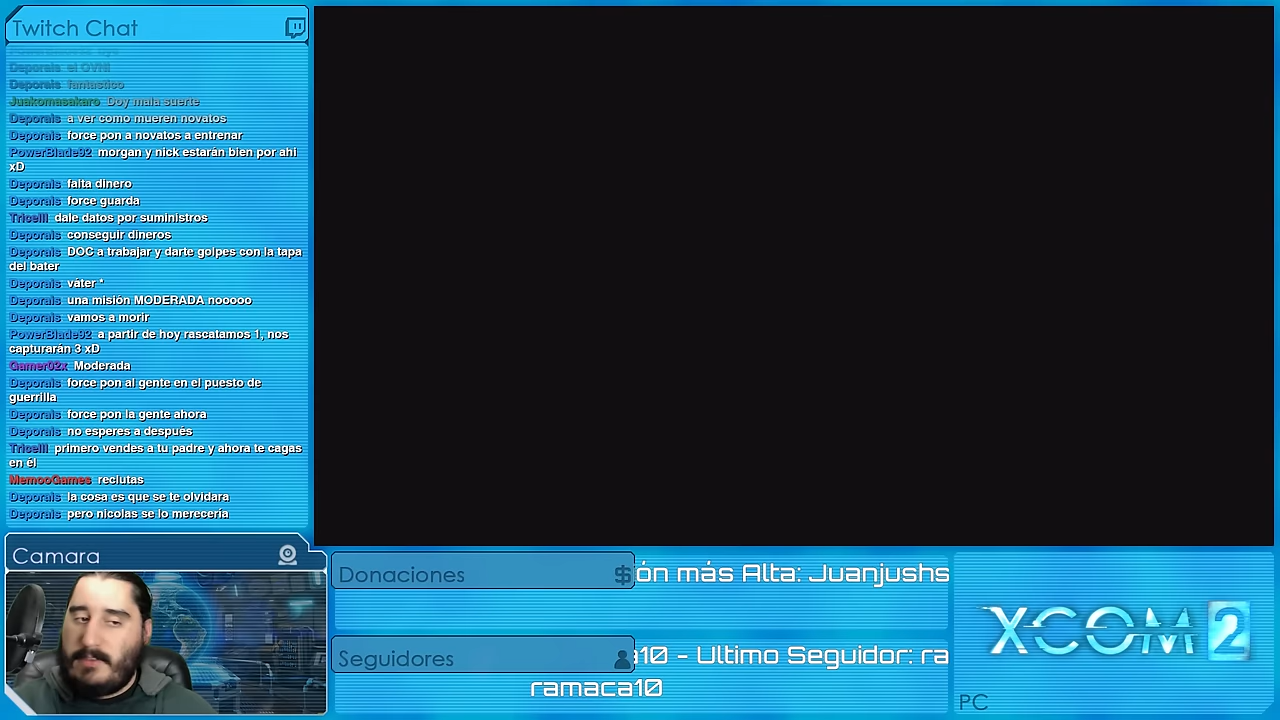 Twitch Chat
Deporals el OVNI
Deporals fantastico
Juakomasakaro Doy mala suerte
Deporals a ver como mueren novatos
Deporals force pon a novatos a entrenar
PowerBlade92 morgan y nick estarán bien por ahi
xD
Deporals falta dinero
Deporals force guarda
Tricelll dale datos por suministros
Deporals conseguir dineros
Deporals DOC a trabajar y darte golpes con la tapa
del bater
Deporals váter *
Deporals una misión MODERADA nooooo
Deporals vamos a morir
PowerBlade92 a partir de hoy rascatamos 1, nos
capturarán 3 xD
Gamer02x Moderada
Deporals force pon al gente en el puesto de
guerrilla
Deporals force pon la gente ahora
Deporals no esperes a después
Tricelll primero vendes a tu padre y ahora te cagas
en él
MemooGames reclutas
Deporals la cosa es que se te olvidara
Deporals pero nicolas se lo merecería
Camara
Donaciones $
ón más Alta: Juanjushs
Seguidores
10 - Ultimo Seguidor: ra
ramaca10
XCOM 2
PC